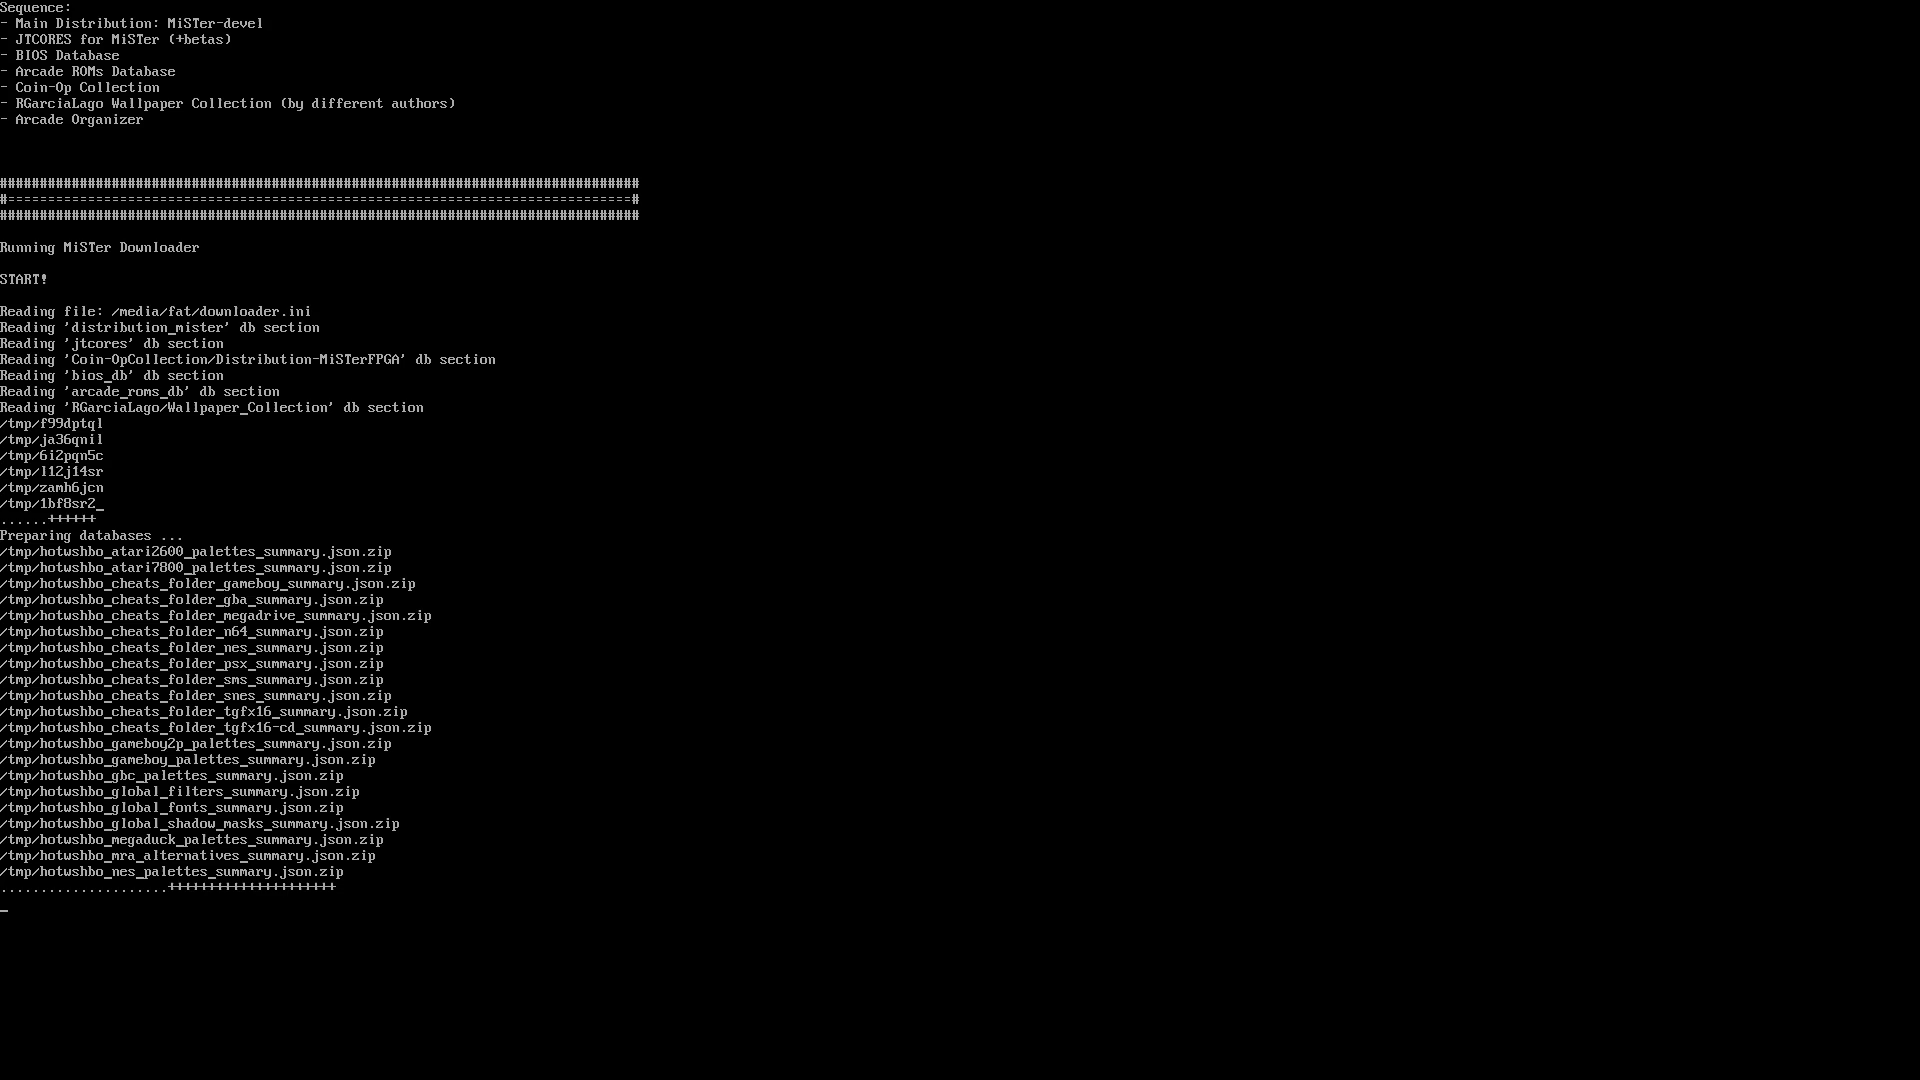 Sequence:
- Main Distribution: MiSTer-devel
- JTCORES for MiSTer (+betas)
- BIOS Database
- Arcade ROMs Database
- Coin-Op Collection
- RGarciaLago Wallpaper Collection (by different authors)
- Arcade Organizer
################################################################################
#==============================================================================#
################################################################################
Running MiSTer Downloader
START!
Reading file: /media/fat/downloader.ini
Reading 'distribution_mister' db section
Reading 'jtcores' db section
Reading 'Coin-OpCollection/Distribution-MiSTerFPGA' db section
Reading 'bios_db' db section
Reading 'arcade_roms_db' db section
Reading 'RGarciaLago/Wallpaper_Collection' db section
/tmp/f99dptql
/tmp/ja36qnil
/tmp/6i2pqn5c
/tmp/l12j14sr
/tmp/zamh6jcn
/tmp/1bf8sr2_
......++++++
Preparing databases ...
/tmp/hotwshbo_atari2600_palettes_summary.json.zip
/tmp/hotwshbo_atari7800_palettes_summary.json.zip
/tmp/hotwshbo_cheats_folder_gameboy_summary.json.zip
/tmp/hotwshbo_cheats_folder_gba_summary.json.zip
/tmp/hotwshbo_cheats_folder_megadrive_summary.json.zip
/tmp/hotwshbo_cheats_folder_n64_summary.json.zip
/tmp/hotwshbo_cheats_folder_nes_summary.json.zip
/tmp/hotwshbo_cheats_folder_psx_summary.json.zip
/tmp/hotwshbo_cheats_folder_sms_summary.json.zip
/tmp/hotwshbo_cheats_folder_snes_summary.json.zip
/tmp/hotwshbo_cheats_folder_tgfx16_summary.json.zip
/tmp/hotwshbo_cheats_folder_tgfx16-cd_summary.json.zip
/tmp/hotwshbo_gameboy2p_palettes_summary.json.zip
/tmp/hotwshbo_gameboy_palettes_summary.json.zip
/tmp/hotwshbo_gbc_palettes_summary.json.zip
/tmp/hotwshbo_global_filters_summary.json.zip
/tmp/hotwshbo_global_fonts_summary.json.zip
/tmp/hotwshbo_global_shadow_masks_summary.json.zip
/tmp/hotwshbo_megaduck_palettes_summary.json.zip
/tmp/hotwshbo_mra_alternatives_summary.json.zip
/tmp/hotwshbo_nes_palettes_summary.json.zip
.....................+++++++++++++++++++++
_